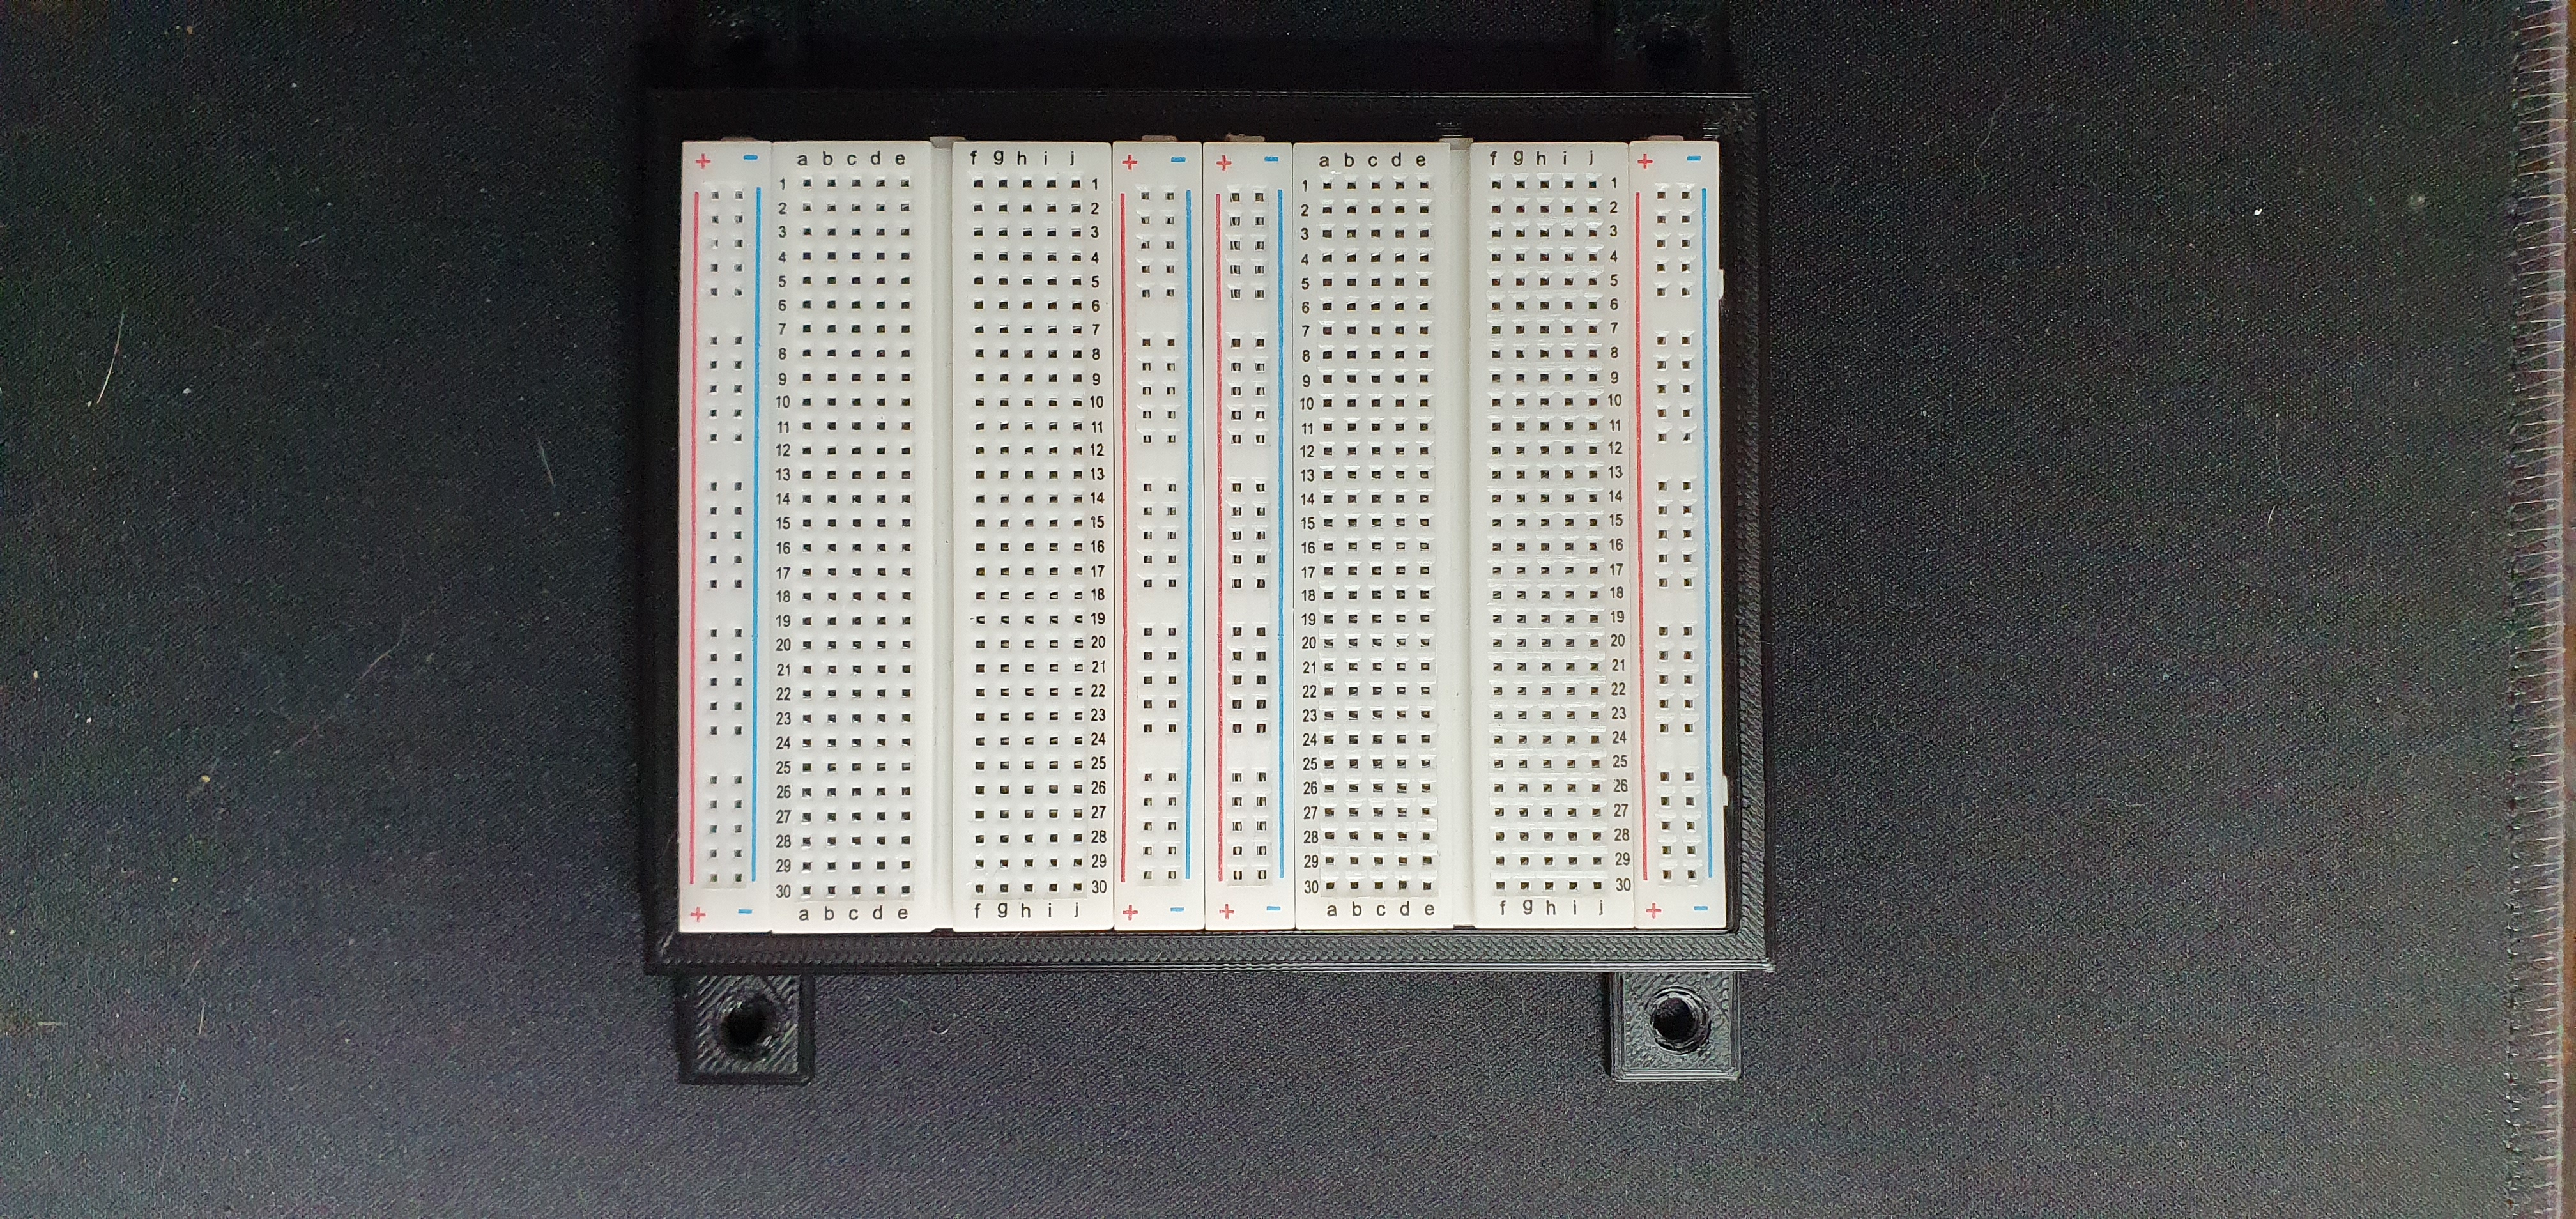 + − a b c d e f g h i j + − + − a b c d e f g h i j + −
1 1 1 1
2 2 2 2
3 3 3 3
4 4 4 4
5 5 5 5
6 6 6 6
7 7 7 7
8 8 8 8
9 9 9 9
10 10 10 10
11 11 11 11
12 12 12 12
13 13 13 13
14 14 14 14
15 15 15 15
16 16 16 16
17 17 17 17
18 18 18 18
19 19 19 19
20 20 20 20
21 21 21 21
22 22 22 22
23 23 23 23
24 24 24 24
25 25 25 25
26 26 26 26
27 27 27 27
28 28 28 28
29 29 29 29
30 30 30 30
+ − a b c d e f g h i j + − + − a b c d e f g h i j + −